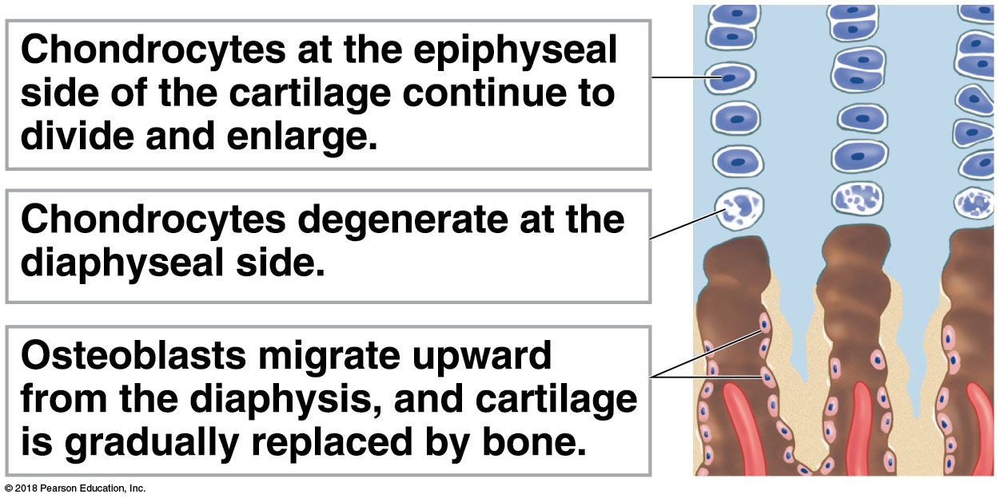 Chondrocytes at the epiphyseal
side of the cartilage continue to
divide and enlarge.
Chondrocytes degenerate at the
diaphyseal side.
Osteoblasts migrate upward
from the diaphysis, and cartilage
is gradually replaced by bone.
© 2018 Pearson Education, Inc.